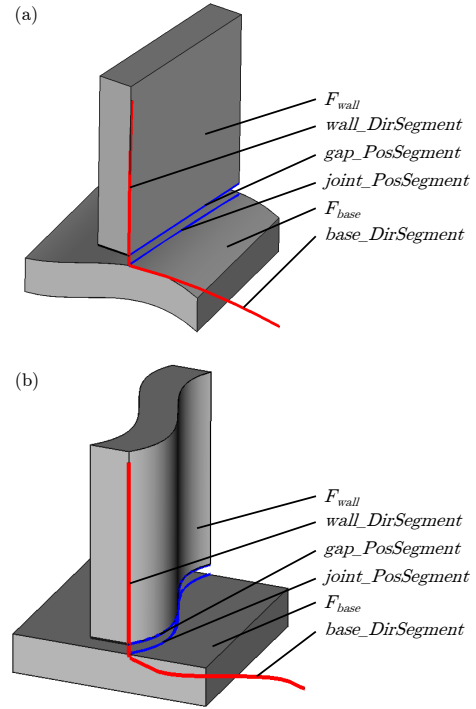 (a)
F_wall
wall_DirSegment
gap_PosSegment
joint_PosSegment
F_base
base_DirSegment
(b)
F_wall
wall_DirSegment
gap_PosSegment
joint_PosSegment
F_base
base_DirSegment